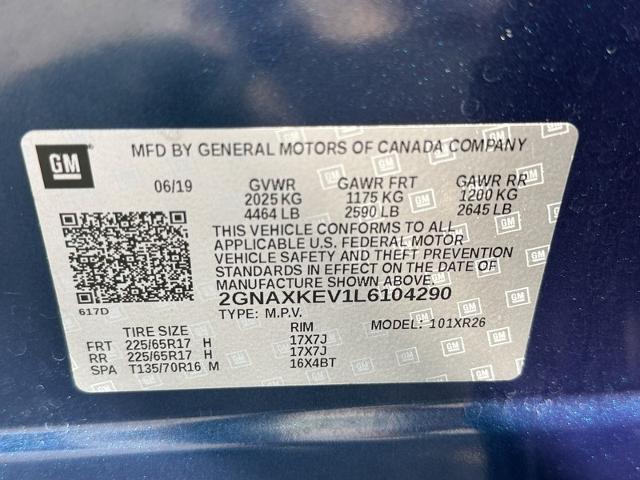 GM
MFD BY GENERAL MOTORS OF CANADA COMPANY
06/19 GVWR GAWR FRT GAWR RR
2025 KG 1175 KG 1200 KG
4464 LB 2590 LB 2645 LB
THIS VEHICLE CONFORMS TO ALL
APPLICABLE U.S. FEDERAL MOTOR
VEHICLE SAFETY AND THEFT PREVENTION
STANDARDS IN EFFECT ON THE DATE OF
MANUFACTURE SHOWN ABOVE.
2GNAXKEV1L6104290
617D
TYPE: M.P.V.
TIRE SIZE RIM MODEL: 101XR26
FRT 225/65R17 H 17X7J
RR 225/65R17 H 17X7J
SPA T135/70R16 M 16X4BT